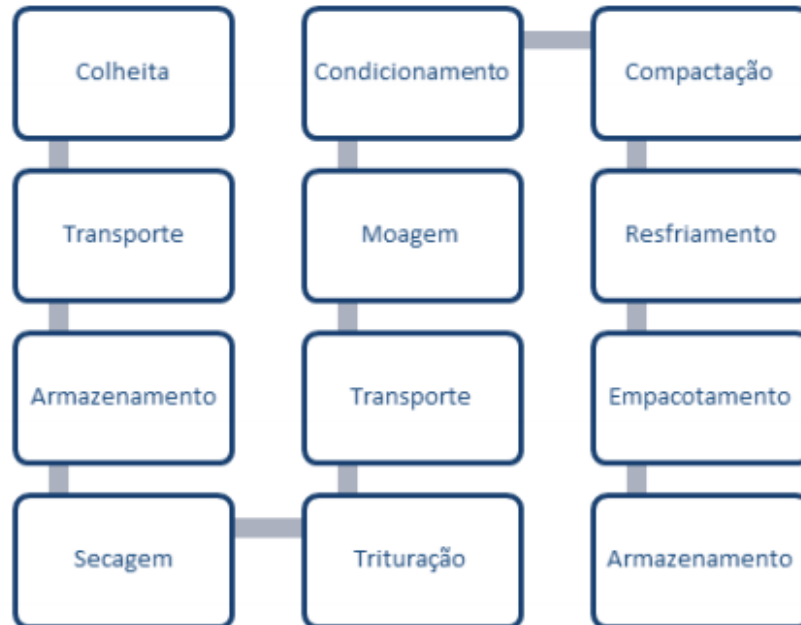 Colheita
Transporte
Armazenamento
Secagem
Trituração
Transporte
Moagem
Condicionamento
Compactação
Resfriamento
Empacotamento
Armazenamento